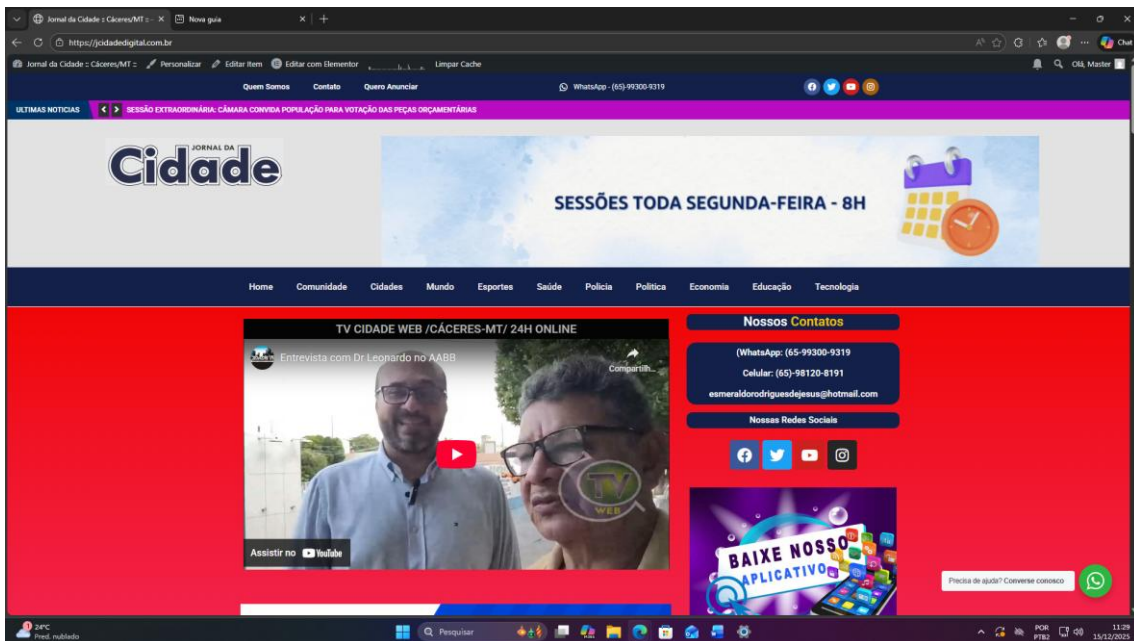 Jornal da Cidade :: Cáceres/MT :: -
Nova guia
https://jcidadedigital.com.br
Chat
Jornal da Cidade :: Cáceres/MT :: Personalizar Editar Item Editar com Elementor Limpar Cache Olá, Master
Quem Somos Contato Quero Anunciar WhatsApp - (65)-99300-9319
ULTIMAS NOTICIAS SESSÃO EXTRAORDINÁRIA: CÂMARA CONVIDA POPULAÇÃO PARA VOTAÇÃO DAS PEÇAS ORÇAMENTÁRIAS
JORNAL DA
Cidade
SESSÕES TODA SEGUNDA-FEIRA - 8H
Home Comunidade Cidades Mundo Esportes Saúde Policia Politica Economia Educação Tecnologia
TV CIDADE WEB /CÁCERES-MT/ 24H ONLINE
Entrevista com Dr Leonardo no AABB
Compartilh...
TV
WEB
Assistir no YouTube
Nossos Contatos
(WhatsApp: (65-99300-9319
Celular: (65)-98120-8191
esmeraldorodriguesdejesus@hotmail.com
Nossas Redes Sociais
BAIXE NOSSO
APLICATIVO
Precisa de ajuda? Converse conosco
24°C
Pred. nublado
Pesquisar
POR
PTB2
11:29
15/12/2025